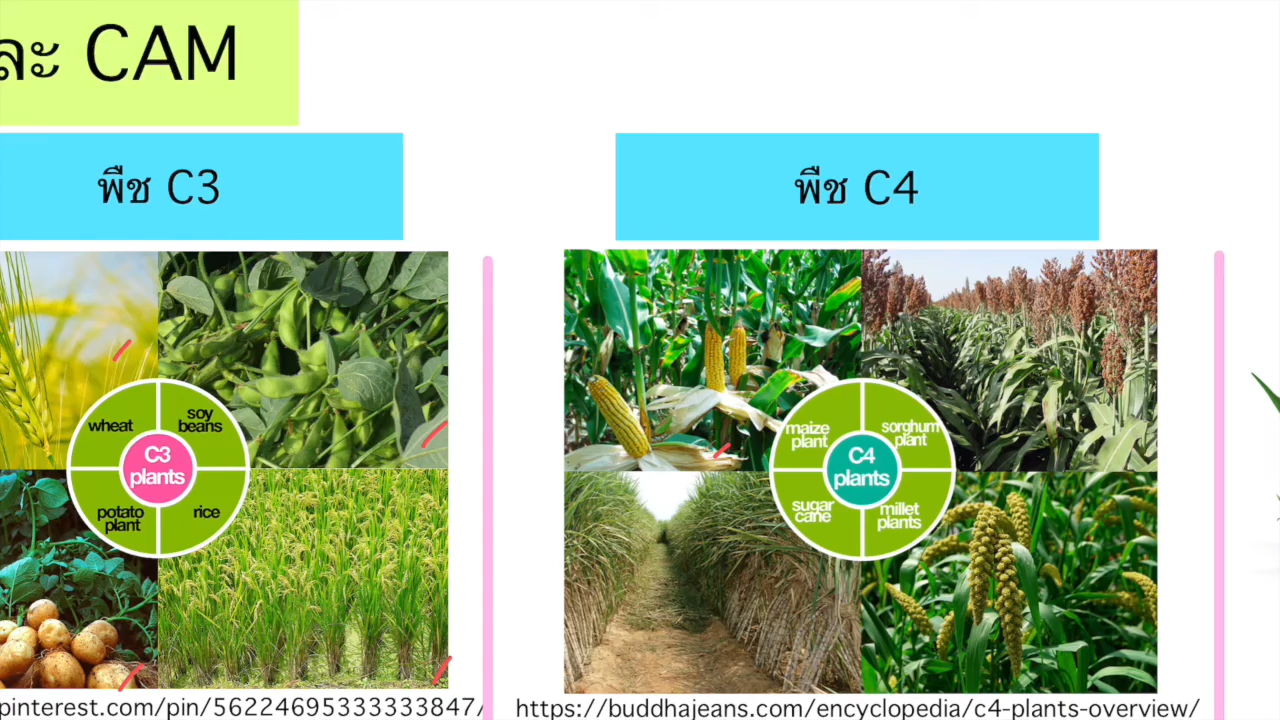 ละ CAM
พืช C3
พืช C4
wheat
soy
beans
C3
plants
potato
plant
rice
maize
plant
sorghum
plant
C4
plants
sugar
cane
millet
plants
pinterest.com/pin/56224695333333847/
https://buddhajeans.com/encyclopedia/c4-plants-overview/